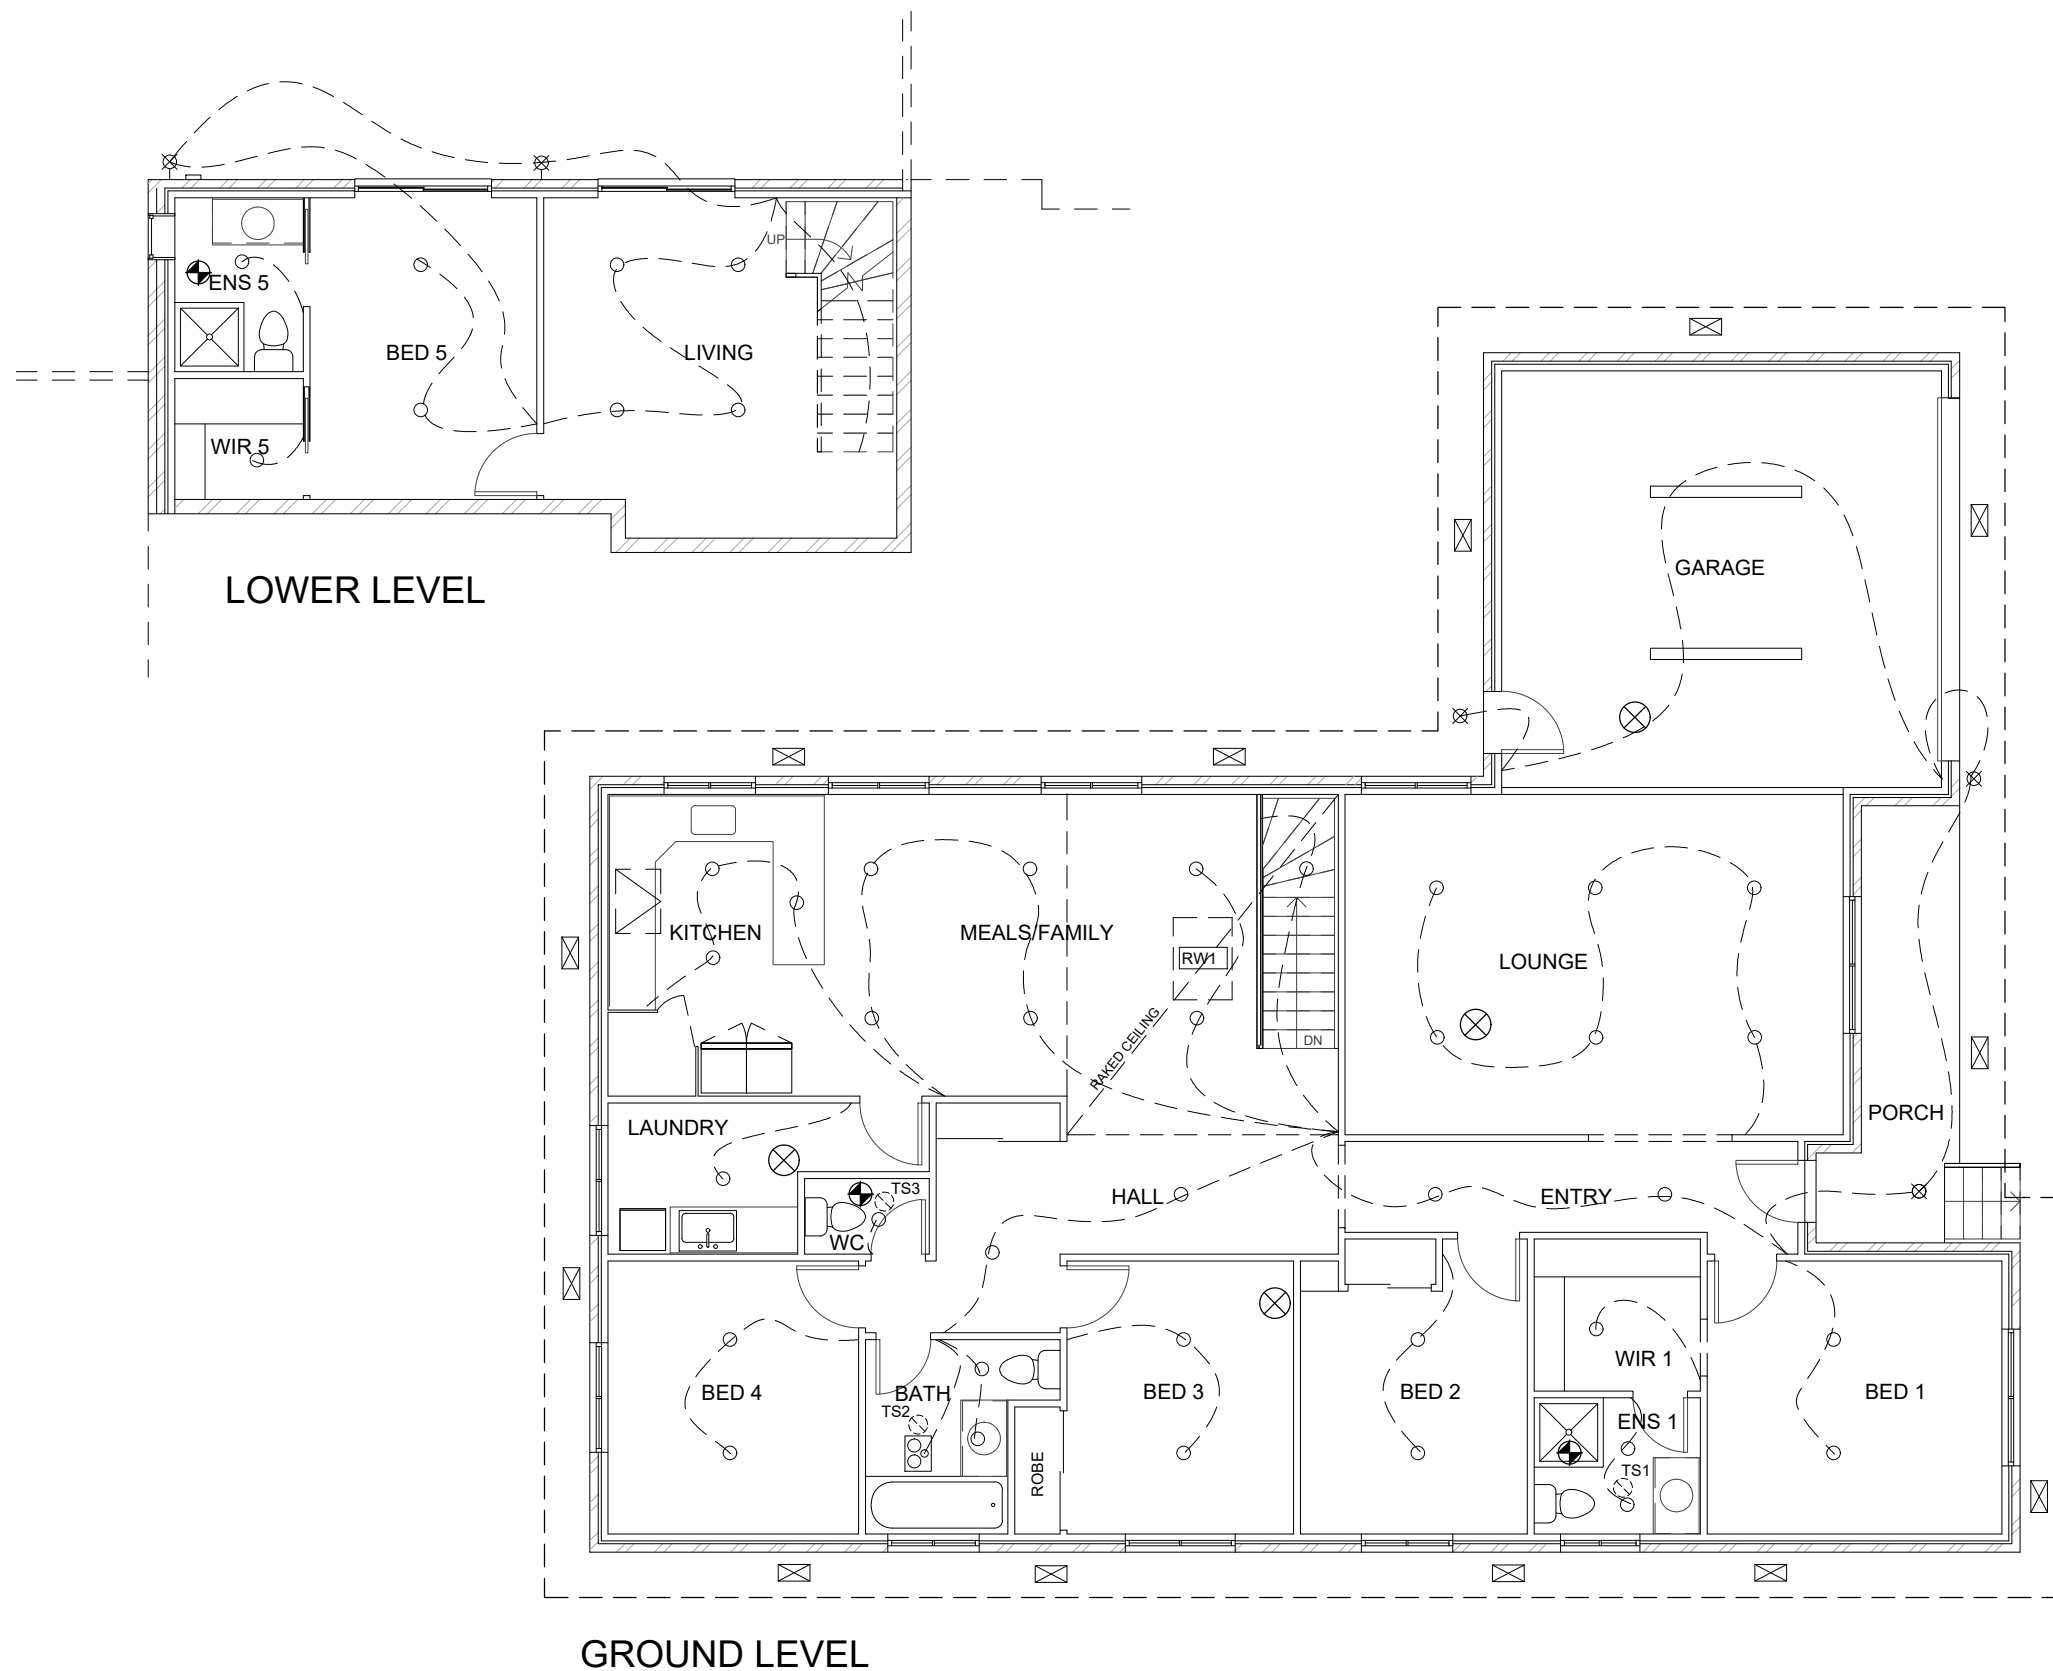 UP
ENS 5
BED 5
LIVING
WIR 5
LOWER LEVEL
GARAGE
KITCHEN
MEALS/FAMILY
RW1
LOUNGE
RAKED CEILING
DN
LAUNDRY
PORCH
TS3
HALL
ENTRY
WC
WIR 1
BED 4
BATH
BED 3
BED 2
BED 1
TS2
ENS 1
ROBE
TS1
GROUND LEVEL